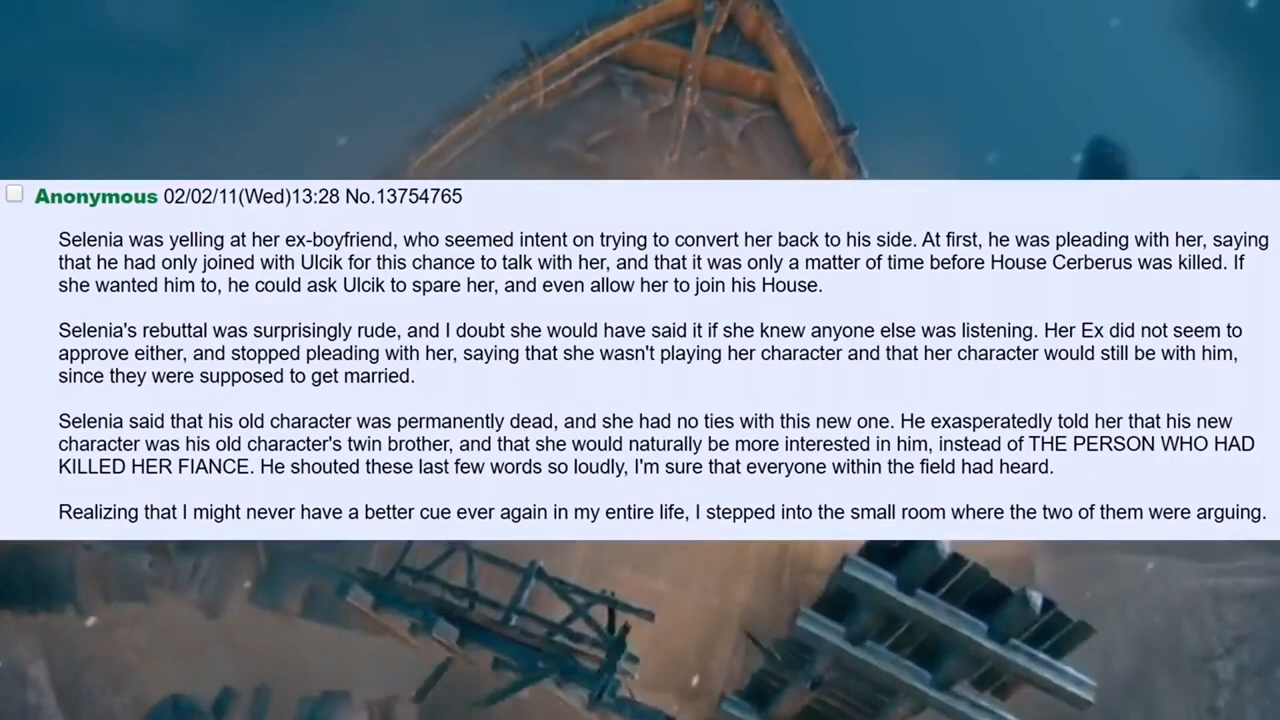 Anonymous 02/02/11(Wed)13:28 No.13754765
Selenia was yelling at her ex-boyfriend, who seemed intent on trying to convert her back to his side. At first, he was pleading with her, saying
that he had only joined with Ulcik for this chance to talk with her, and that it was only a matter of time before House Cerberus was killed. If
she wanted him to, he could ask Ulcik to spare her, and even allow her to join his House.
Selenia's rebuttal was surprisingly rude, and I doubt she would have said it if she knew anyone else was listening. Her Ex did not seem to
approve either, and stopped pleading with her, saying that she wasn't playing her character and that her character would still be with him,
since they were supposed to get married.
Selenia said that his old character was permanently dead, and she had no ties with this new one. He exasperatedly told her that his new
character was his old character's twin brother, and that she would naturally be more interested in him, instead of THE PERSON WHO HAD
KILLED HER FIANCE. He shouted these last few words so loudly, I'm sure that everyone within the field had heard.
Realizing that I might never have a better cue ever again in my entire life, I stepped into the small room where the two of them were arguing.